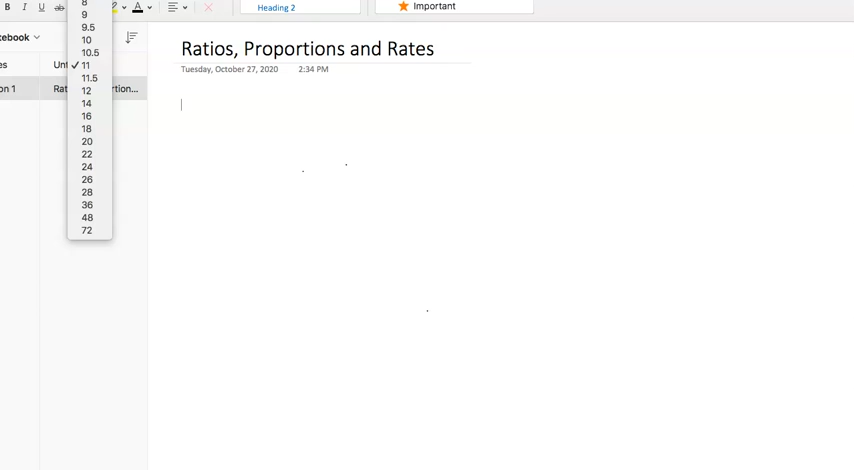 B I U ab A
Heading 2
Important
tebook
es
Unt
on 1
Rat
rtion...
8
9
9.5
10
10.5
✓ 11
11.5
12
14
16
18
20
22
24
26
28
36
48
72
Ratios, Proportions and Rates
Tuesday, October 27, 2020 2:34 PM